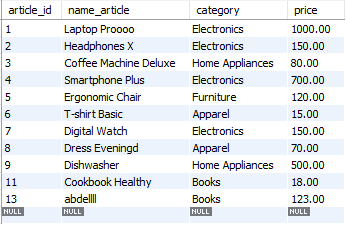 article_id name_article category price
1 Laptop Proooo Electronics 1000.00
2 Headphones X Electronics 150.00
3 Coffee Machine Deluxe Home Appliances 80.00
4 Smartphone Plus Electronics 700.00
5 Ergonomic Chair Furniture 120.00
6 T-shirt Basic Apparel 15.00
7 Digital Watch Electronics 150.00
8 Dress Eveningd Apparel 70.00
9 Dishwasher Home Appliances 500.00
11 Cookbook Healthy Books 18.00
13 abdellll Books 123.00
NULL NULL NULL NULL